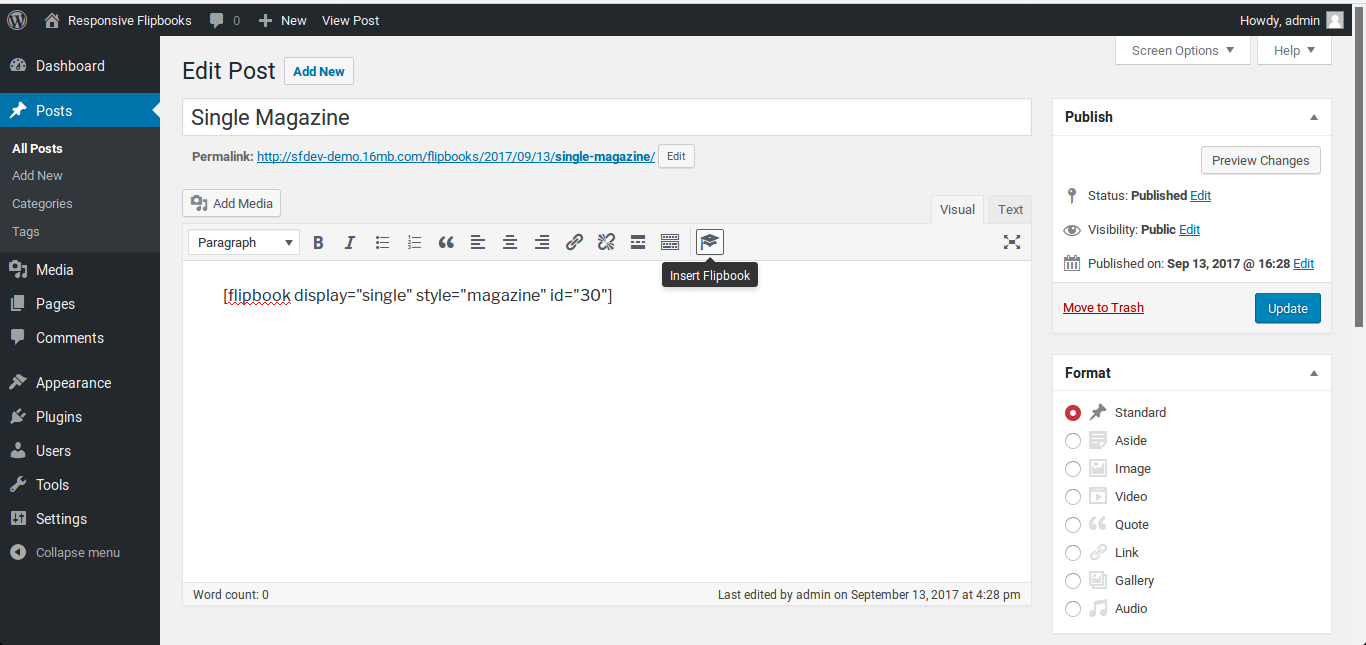 Responsive Flipbooks 0 New View Post Howdy, admin
Screen Options Help
Dashboard
Posts
All Posts
Add New
Categories
Tags
Media
Pages
Comments
Appearance
Plugins
Users
Tools
Settings
Collapse menu
Edit Post Add New
Single Magazine
Permalink: http://sfdev-demo.16mb.com/flipbooks/2017/09/13/single-magazine/ Edit
Add Media
Visual Text
Paragraph B I
Insert Flipbook
[flipbook display="single" style="magazine" id="30"]
Word count: 0 Last edited by admin on September 13, 2017 at 4:28 pm
Publish
Preview Changes
Status: Published Edit
Visibility: Public Edit
Published on: Sep 13, 2017 @ 16:28 Edit
Move to Trash Update
Format
Standard
Aside
Image
Video
Quote
Link
Gallery
Audio